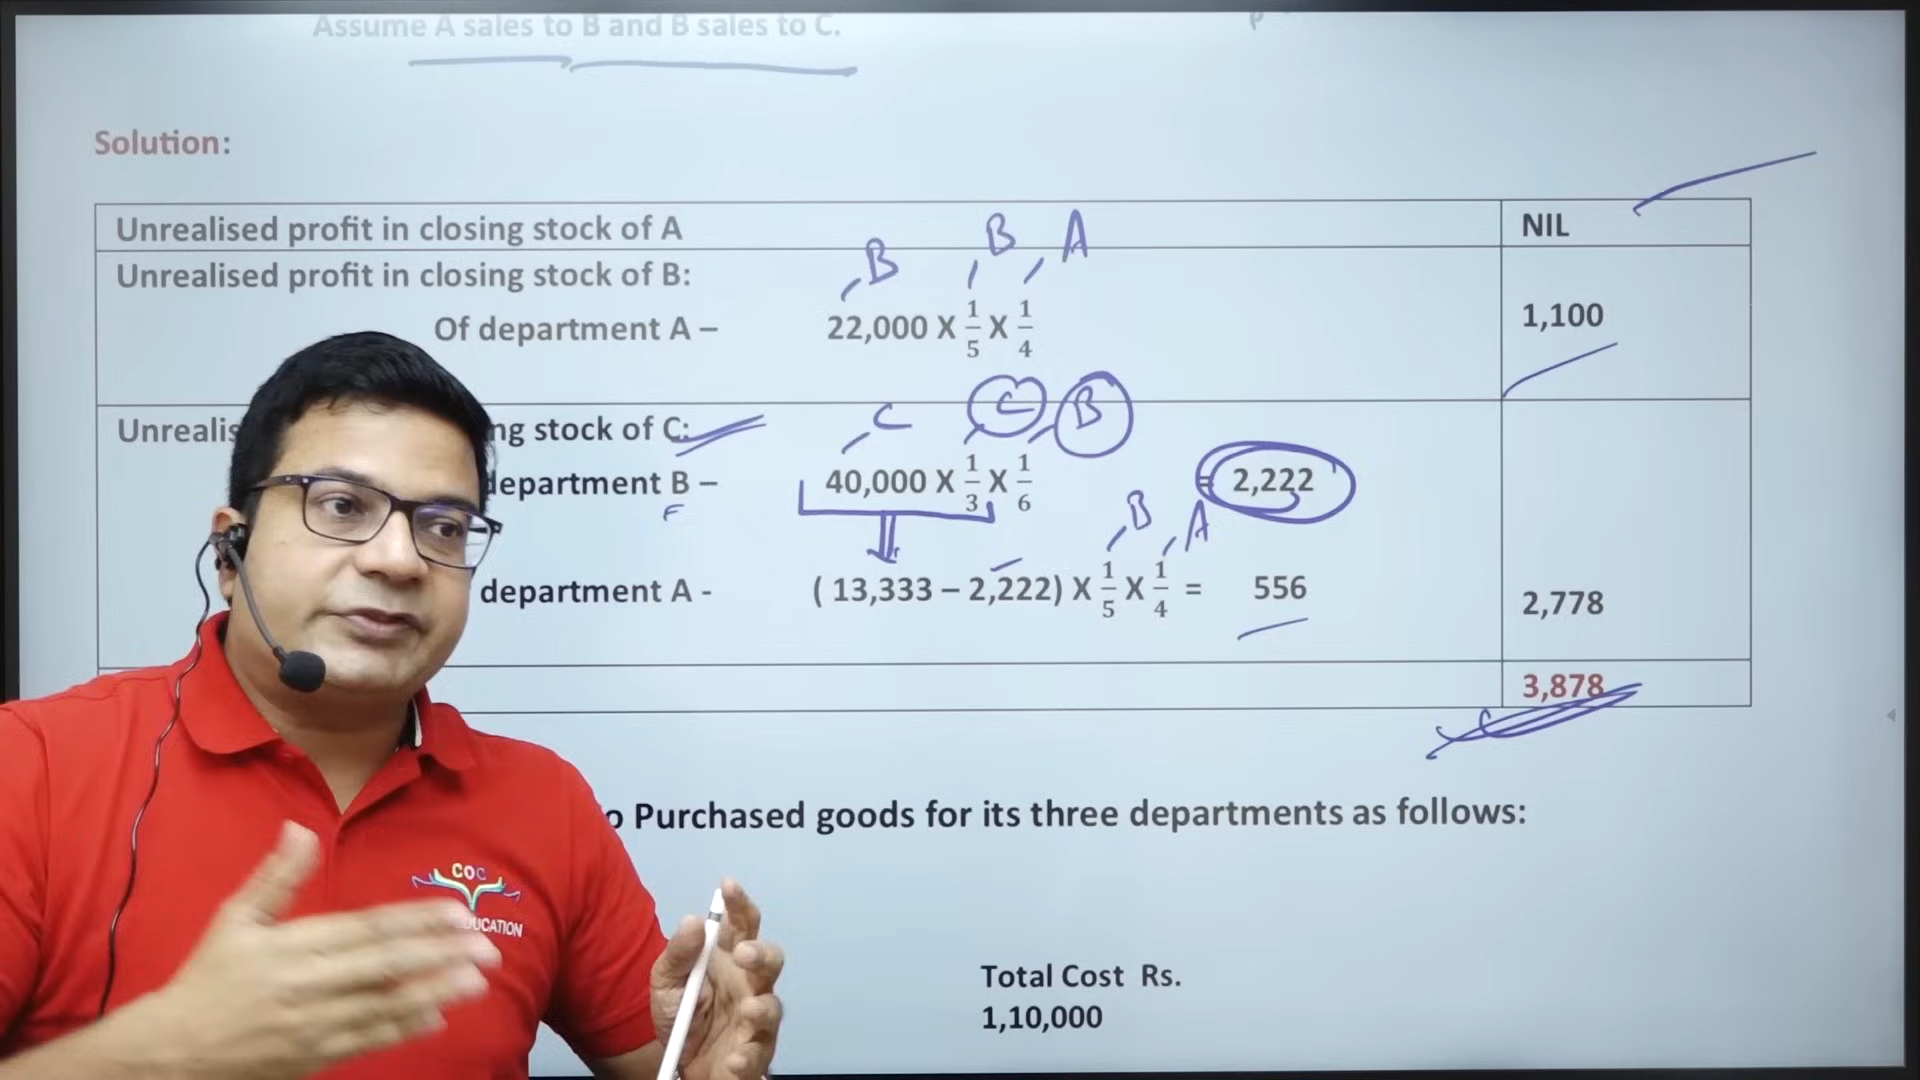 Assume A sales to B and B sales to C.
Solution:
Unrealised profit in closing stock of A NIL
B B A
Unrealised profit in closing stock of B:
Of department A – 22,000 X 1/5 X 1/4 1,100
C C B
Unrealis ng stock of C:
department B – 40,000 X 1/3 X 1/6 = 2,222
B A
department A - ( 13,333 – 2,222) X 1/5 X 1/4 = 556 2,778
3,878
o Purchased goods for its three departments as follows:
COC
DUCATION
Total Cost Rs.
1,10,000